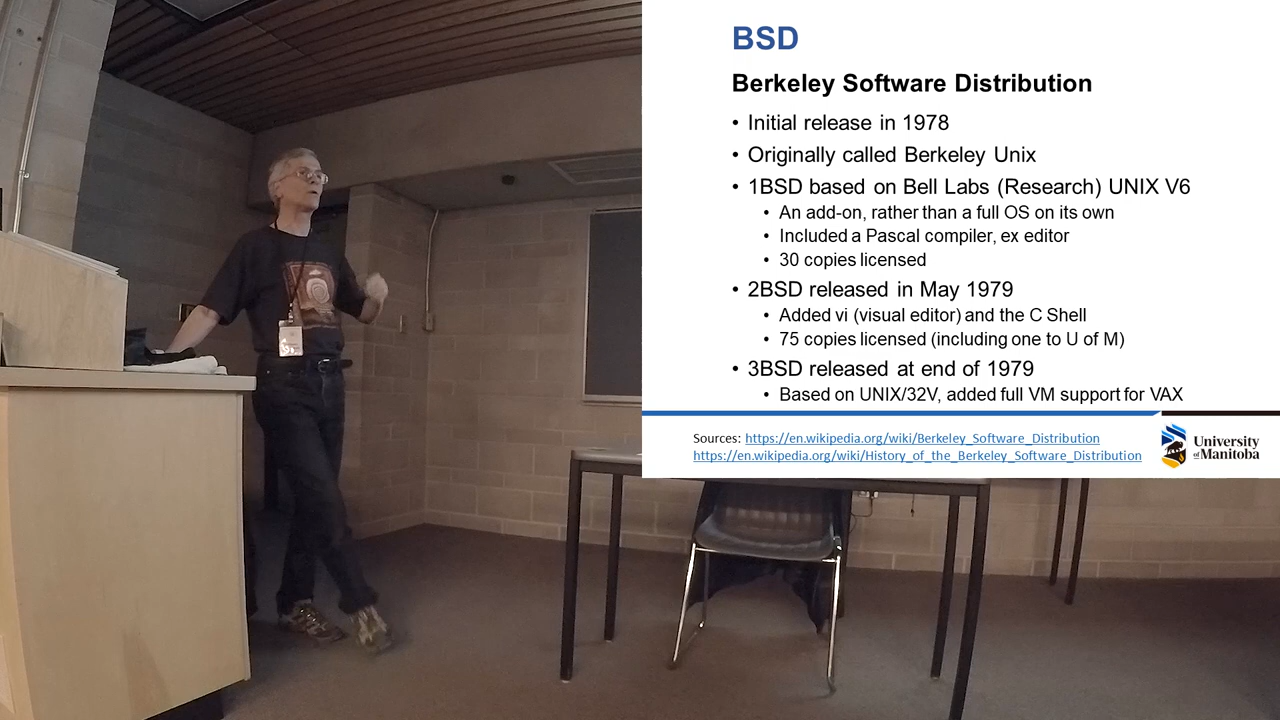 BSD
Berkeley Software Distribution
• Initial release in 1978
• Originally called Berkeley Unix
• 1BSD based on Bell Labs (Research) UNIX V6
• An add-on, rather than a full OS on its own
• Included a Pascal compiler, ex editor
• 30 copies licensed
• 2BSD released in May 1979
• Added vi (visual editor) and the C Shell
• 75 copies licensed (including one to U of M)
• 3BSD released at end of 1979
• Based on UNIX/32V, added full VM support for VAX
Sources: https://en.wikipedia.org/wiki/Berkeley_Software_Distribution
https://en.wikipedia.org/wiki/History_of_the_Berkeley_Software_Distribution
University
of Manitoba